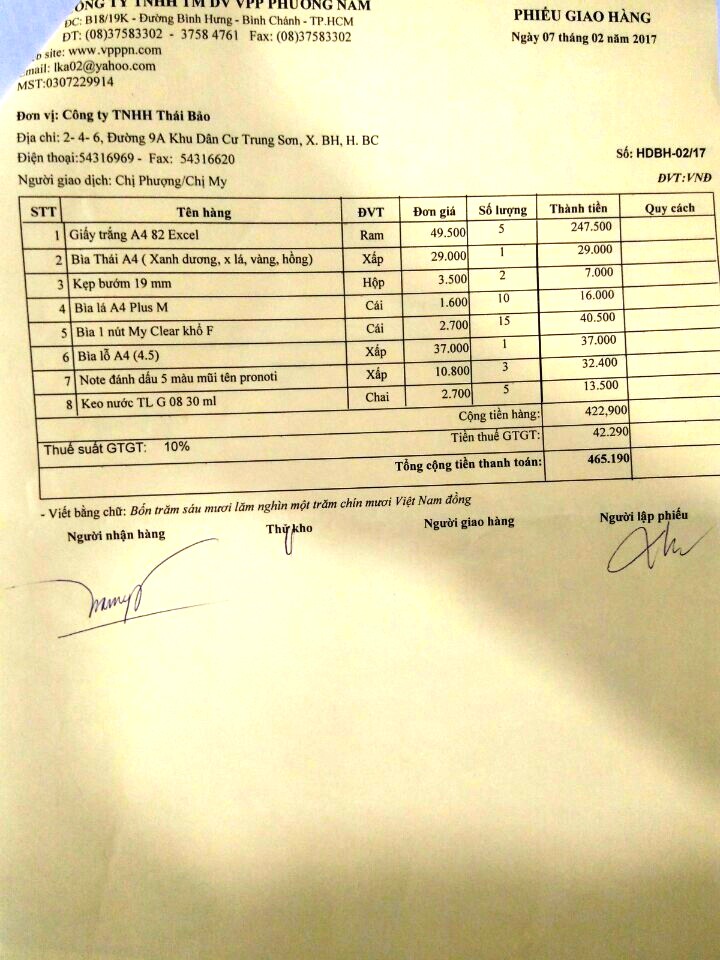 ÔNG TY TNHH TM DV VPP PHƯƠNG NAM
ĐC: B18/19K - Đường Bình Hưng - Bình Chánh - TP.HCM
ĐT: (08)37583302 - 3758 4761 Fax: (08)37583302
site: www.vpppn.com
mail: lka02@yahoo.com
MST:0307229914
PHIẾU GIAO HÀNG
Ngày 07 tháng 02 năm 2017
Đơn vị: Công ty TNHH Thái Bảo
Địa chỉ: 2- 4- 6, Đường 9A Khu Dân Cư Trung Sơn, X. BH, H. BC
Điện thoại:54316969 - Fax: 54316620
Số: HDBH-02/17
Người giao dịch: Chị Phượng/Chị My
ĐVT:VNĐ
STT Tên hàng ĐVT Đơn giá Số lượng Thành tiền Quy cách
1 Giấy trắng A4 82 Excel Ram 49.500 5 247.500
2 Bìa Thái A4 ( Xanh dương, x lá, vàng, hồng) Xấp 29.000 1 29.000
3 Kẹp bướm 19 mm Hộp 3.500 2 7.000
4 Bìa lá A4 Plus M Cái 1.600 10 16.000
5 Bìa 1 nút My Clear khổ F Cái 2.700 15 40.500
6 Bìa lỗ A4 (4.5) Xấp 37.000 1 37.000
7 Note đánh dấu 5 màu mũi tên pronoti Xấp 10.800 3 32.400
8 Keo nước TL G 08 30 ml Chai 2.700 5 13.500
Cộng tiền hàng: 422,900
Thuế suất GTGT: 10% Tiền thuế GTGT: 42.290
Tổng cộng tiền thanh toán: 465.190
- Viết bằng chữ: Bốn trăm sáu mươi lăm nghìn một trăm chín mươi Việt Nam đồng
Người nhận hàng Thủ kho Người giao hàng Người lập phiếu